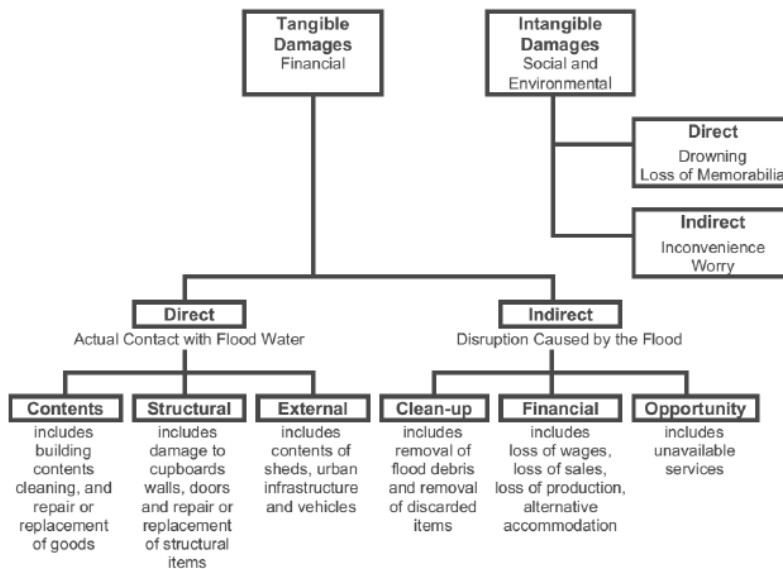 Tangible
Damages
Financial
Intangible
Damages
Social and
Environmental
Direct
Drowning
Loss of Memorabilia
Indirect
Inconvenience
Worry
Direct
Actual Contact with Flood Water
Indirect
Disruption Caused by the Flood
Contents
includes
building
contents
cleaning, and
repair or
replacement
of goods
Structural
includes
damage to
cupboards
walls, doors
and repair or
replacement
of structural
items
External
includes
contents of
sheds, urban
infrastructure
and vehicles
Clean-up
includes
removal of
flood debris
and removal
of discarded
items
Financial
includes
loss of wages,
loss of sales,
loss of production,
alternative
accommodation
Opportunity
includes
unavailable
services